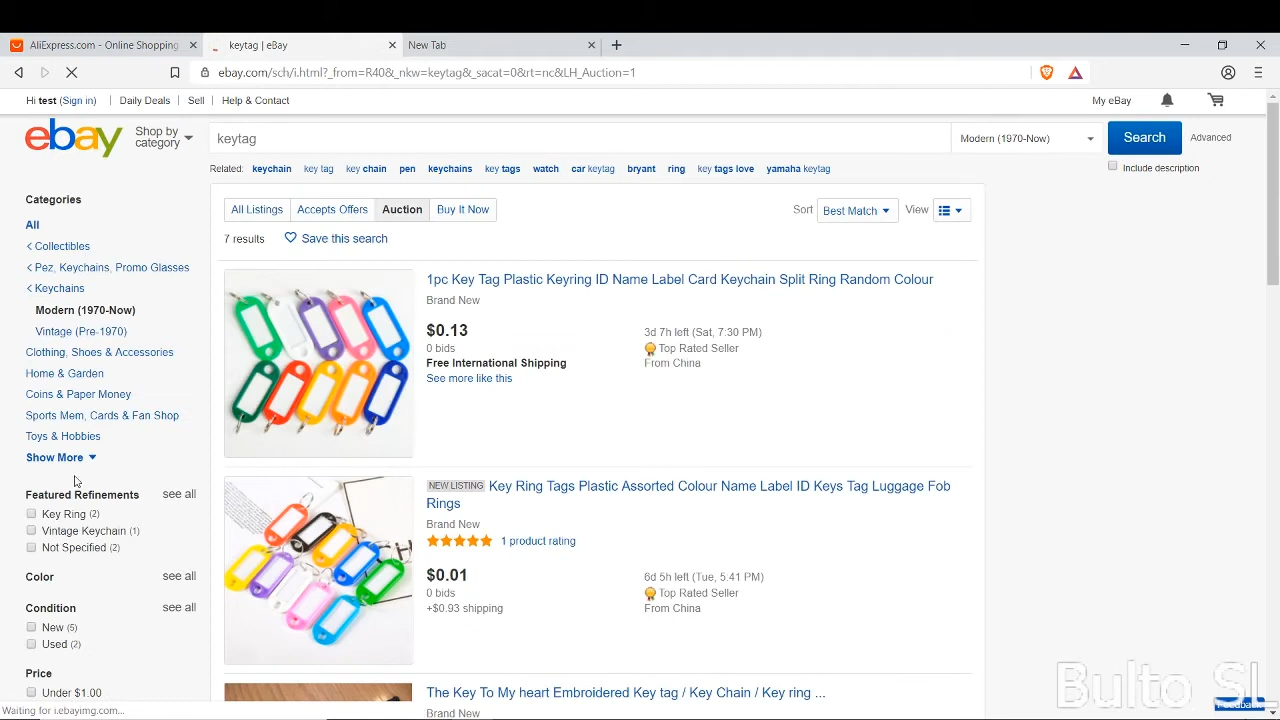 AliExpress.com - Online Shopping
keytag | eBay
New Tab
ebay.com/sch/i.html?_from=R40&_nkw=keytag&_sacat=0&rt=nc&LH_Auction=1
Hi test (Sign in)
Daily Deals
Sell
Help & Contact
My eBay
ebay
Shop by
category
keytag
Modern (1970-Now)
Search
Advanced
Related: keychain key tag key chain pen keychains key tags watch car keytag bryant ring key tags love yamaha keytag
Include description
Categories
All
Collectibles
Pez, Keychains, Promo Glasses
Keychains
Modern (1970-Now)
Vintage (Pre-1970)
Clothing, Shoes & Accessories
Home & Garden
Coins & Paper Money
Sports Mem, Cards & Fan Shop
Toys & Hobbies
Show More
Featured Refinements see all
Key Ring (2)
Vintage Keychain (1)
Not Specified (2)
Color see all
Condition see all
New (5)
Used (2)
Price
Under $1.00
All Listings
Accepts Offers
Auction
Buy It Now
Sort Best Match
View
7 results
Save this search
1pc Key Tag Plastic Keyring ID Name Label Card Keychain Split Ring Random Colour
Brand New
$0.13
0 bids
Free International Shipping
See more like this
3d 7h left (Sat, 7:30 PM)
Top Rated Seller
From China
NEW LISTING Key Ring Tags Plastic Assorted Colour Name Label ID Keys Tag Luggage Fob
Rings
Brand New
1 product rating
$0.01
0 bids
+$0.93 shipping
6d 5h left (Tue, 5:41 PM)
Top Rated Seller
From China
The Key To My Heart Embroidered Key tag / Key Chain / Key ring ...
Brand New
Waiting for i.ebayimg.com...
Bulto SL
Feedback